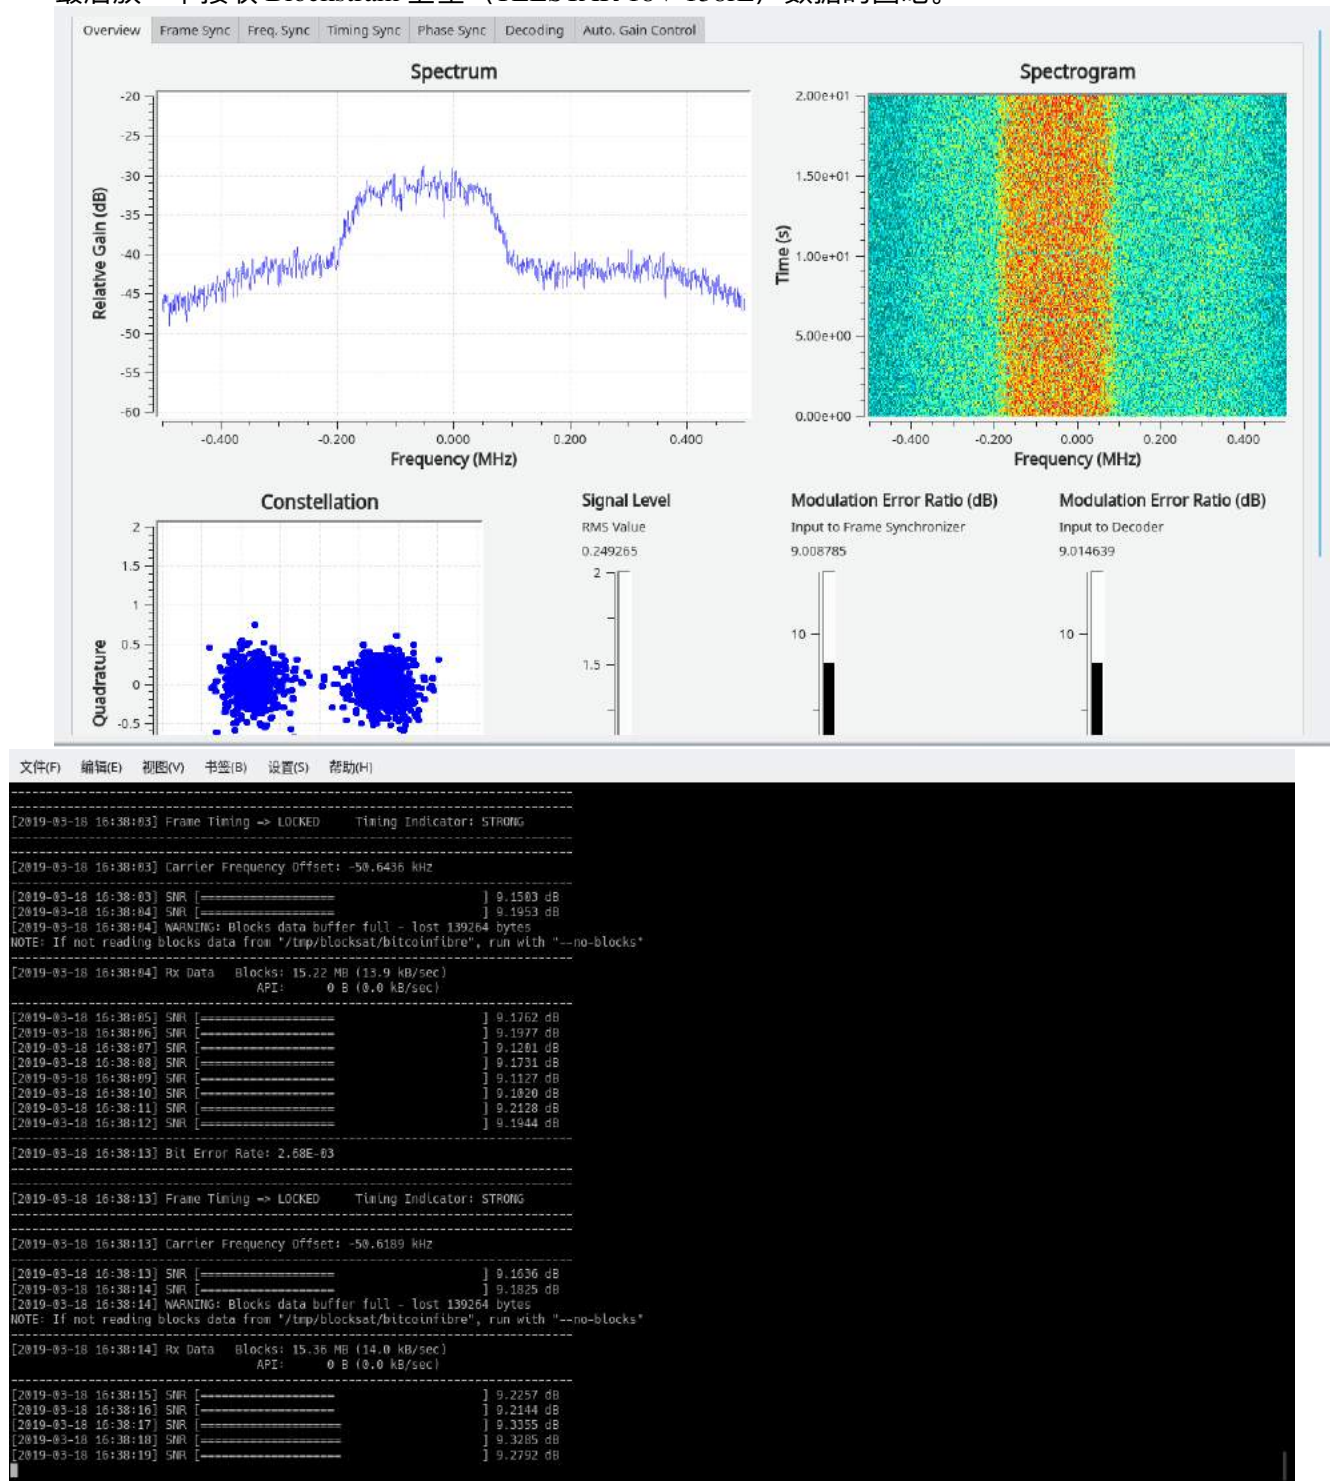 Overview Frame Sync Freq. Sync Timing Sync Phase Sync Decoding Auto. Gain Control
Spectrum
-20
-25
-30
-35
-40
-45
-50
-55
-60
Relative Gain (dB)
-0.400 -0.200 0.000 0.200 0.400
Frequency (MHz)
Spectrogram
2.00e+01
1.50e+01
1.00e+01
5.00e+00
0.00e+00
Time (s)
-0.400 -0.200 0.000 0.200 0.400
Frequency (MHz)
Constellation
2
1.5
1
0.5
0
-0.5
Quadrature
Signal Level
RMS Value
0.249265
2
1.5
Modulation Error Ratio (dB)
Input to Frame Synchronizer
9.008785
10
Modulation Error Ratio (dB)
Input to Decoder
9.014639
10
文件(F) 编辑(E) 视图(V) 书签(B) 设置(S) 帮助(H)
[2019-03-18 16:38:03] Frame Timing => LOCKED Timing Indicator: STRONG
[2019-03-18 16:38:03] Carrier Frequency Offset: -50.6436 kHz
[2019-03-18 16:38:03] SNR [==================== ] 9.1503 dB
[2019-03-18 16:38:04] SNR [==================== ] 9.1953 dB
[2019-03-18 16:38:04] WARNING: Blocks data buffer full - lost 139264 bytes
NOTE: If not reading blocks data from "/tmp/blocksat/bitcoinfibre", run with "--no-blocks"
[2019-03-18 16:38:04] Rx Data Blocks: 15.22 MB (13.9 kB/sec)
API: 0 B (0.0 kB/sec)
[2019-03-18 16:38:05] SNR [==================== ] 9.1762 dB
[2019-03-18 16:38:06] SNR [==================== ] 9.1977 dB
[2019-03-18 16:38:07] SNR [==================== ] 9.1201 dB
[2019-03-18 16:38:08] SNR [==================== ] 9.1731 dB
[2019-03-18 16:38:09] SNR [==================== ] 9.1127 dB
[2019-03-18 16:38:10] SNR [==================== ] 9.1020 dB
[2019-03-18 16:38:11] SNR [==================== ] 9.2128 dB
[2019-03-18 16:38:12] SNR [==================== ] 9.1944 dB
[2019-03-18 16:38:13] Bit Error Rate: 2.68E-03
[2019-03-18 16:38:13] Frame Timing => LOCKED Timing Indicator: STRONG
[2019-03-18 16:38:13] Carrier Frequency Offset: -50.6189 kHz
[2019-03-18 16:38:13] SNR [==================== ] 9.1636 dB
[2019-03-18 16:38:14] SNR [==================== ] 9.1825 dB
[2019-03-18 16:38:14] WARNING: Blocks data buffer full - lost 139264 bytes
NOTE: If not reading blocks data from "/tmp/blocksat/bitcoinfibre", run with "--no-blocks"
[2019-03-18 16:38:14] Rx Data Blocks: 15.36 MB (14.0 kB/sec)
API: 0 B (0.0 kB/sec)
[2019-03-18 16:38:15] SNR [==================== ] 9.2257 dB
[2019-03-18 16:38:16] SNR [==================== ] 9.2144 dB
[2019-03-18 16:38:17] SNR [===================== ] 9.3355 dB
[2019-03-18 16:38:18] SNR [===================== ] 9.3285 dB
[2019-03-18 16:38:19] SNR [===================== ] 9.2792 dB